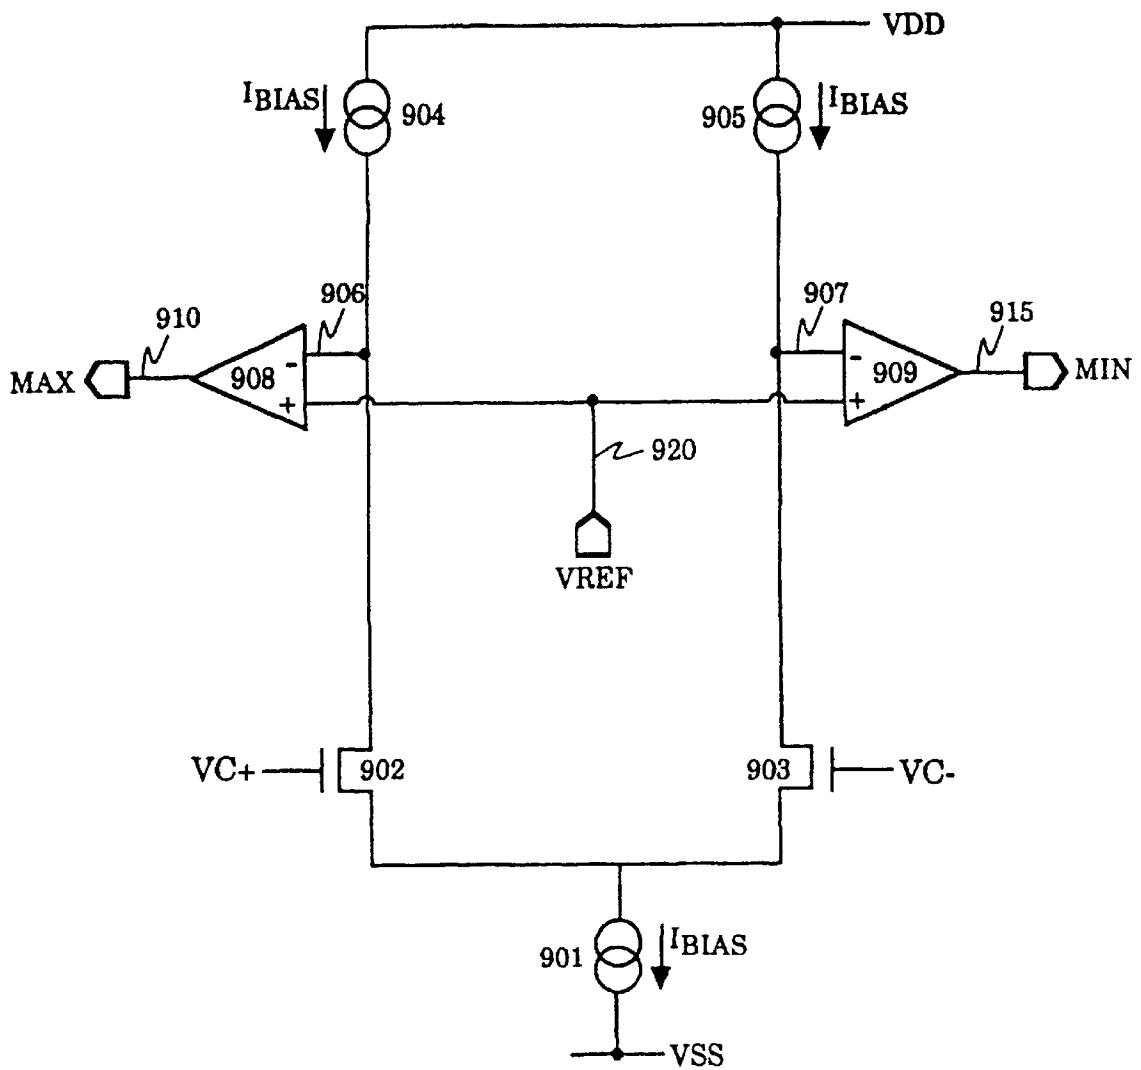 VDD
IBIAS
904
905
IBIAS
906
907
910
915
MAX
908
-
+
-
+
909
MIN
920
VREF
VC+
902
903
VC-
901
IBIAS
VSS